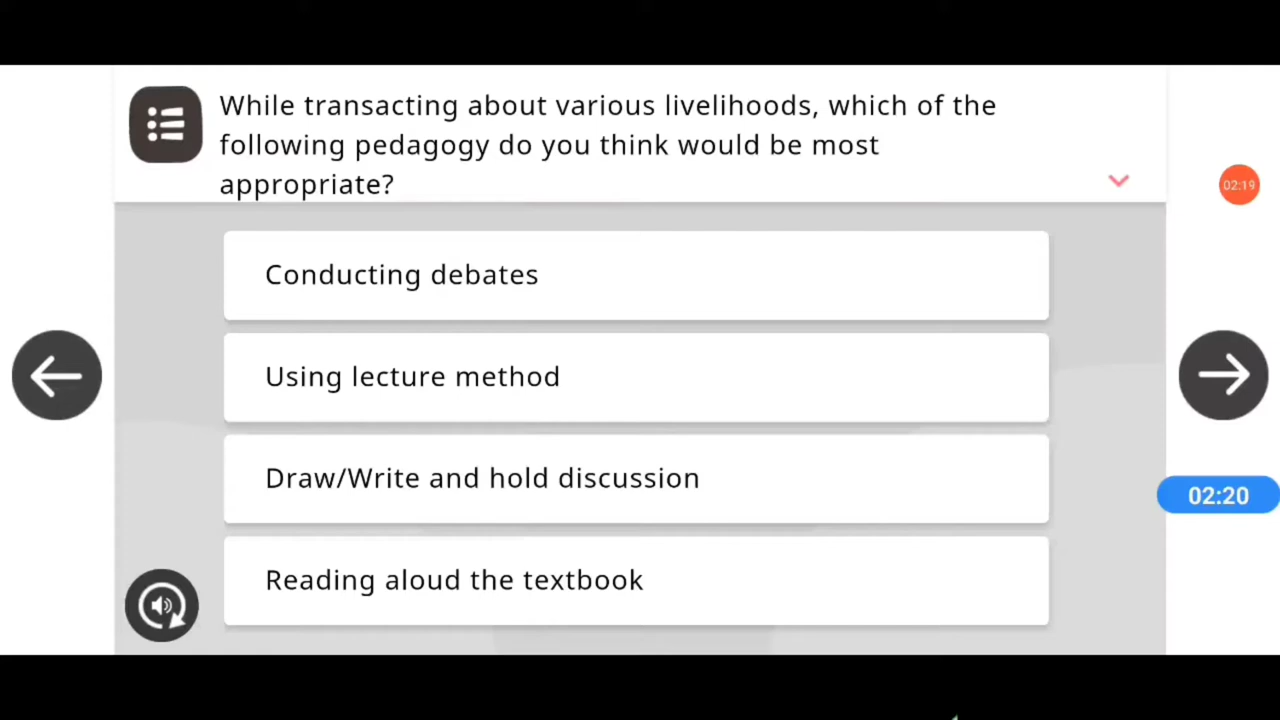 While transacting about various livelihoods, which of the
following pedagogy do you think would be most
appropriate?
02:19
Conducting debates
Using lecture method
Draw/Write and hold discussion
02:20
Reading aloud the textbook